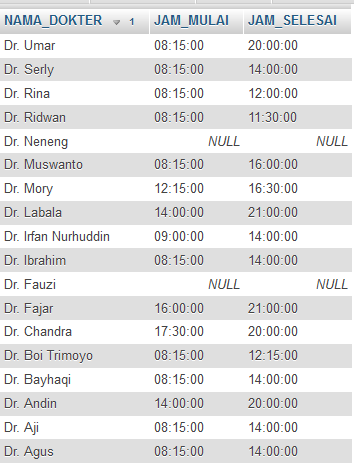 NAMA_DOKTER 1 JAM_MULAI JAM_SELESAI
Dr. Umar 08:15:00 20:00:00
Dr. Serly 08:15:00 14:00:00
Dr. Rina 08:15:00 12:00:00
Dr. Ridwan 08:15:00 11:30:00
Dr. Neneng NULL NULL
Dr. Muswanto 08:15:00 16:00:00
Dr. Mory 12:15:00 16:30:00
Dr. Labala 14:00:00 21:00:00
Dr. Irfan Nurhuddin 09:00:00 14:00:00
Dr. Ibrahim 08:15:00 14:00:00
Dr. Fauzi NULL NULL
Dr. Fajar 16:00:00 21:00:00
Dr. Chandra 17:30:00 20:00:00
Dr. Boi Trimoyo 08:15:00 12:15:00
Dr. Bayhaqi 08:15:00 14:00:00
Dr. Andin 14:00:00 20:00:00
Dr. Aji 08:15:00 14:00:00
Dr. Agus 08:15:00 14:00:00